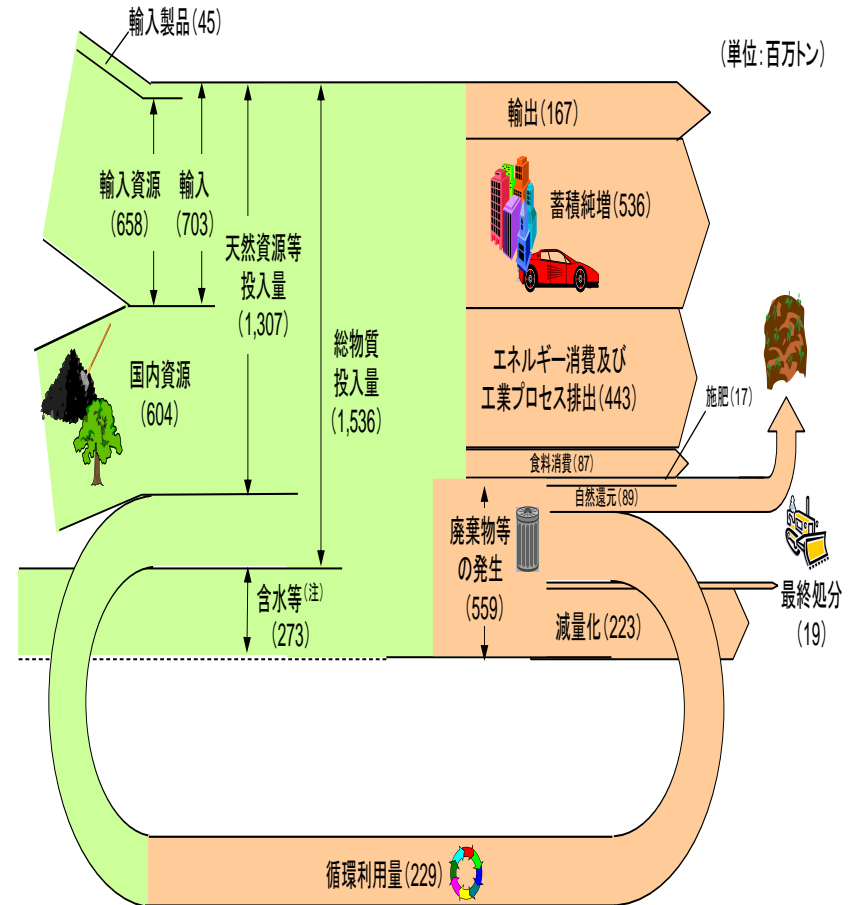 輸入製品(45)
(単位:百万トン)
輸出(167)
輸入資源
(658)
輸入
(703)
蓄積純増(536)
天然資源等
投入量
(1,307)
総物質
投入量
(1,536)
国内資源
(604)
エネルギー消費及び
工業プロセス排出(443)
施肥(17)
食料消費(87)
自然還元(89)
廃棄物等
の発生
(559)
含水等(注)
(273)
減量化(223)
最終処分
(19)
循環利用量(229)